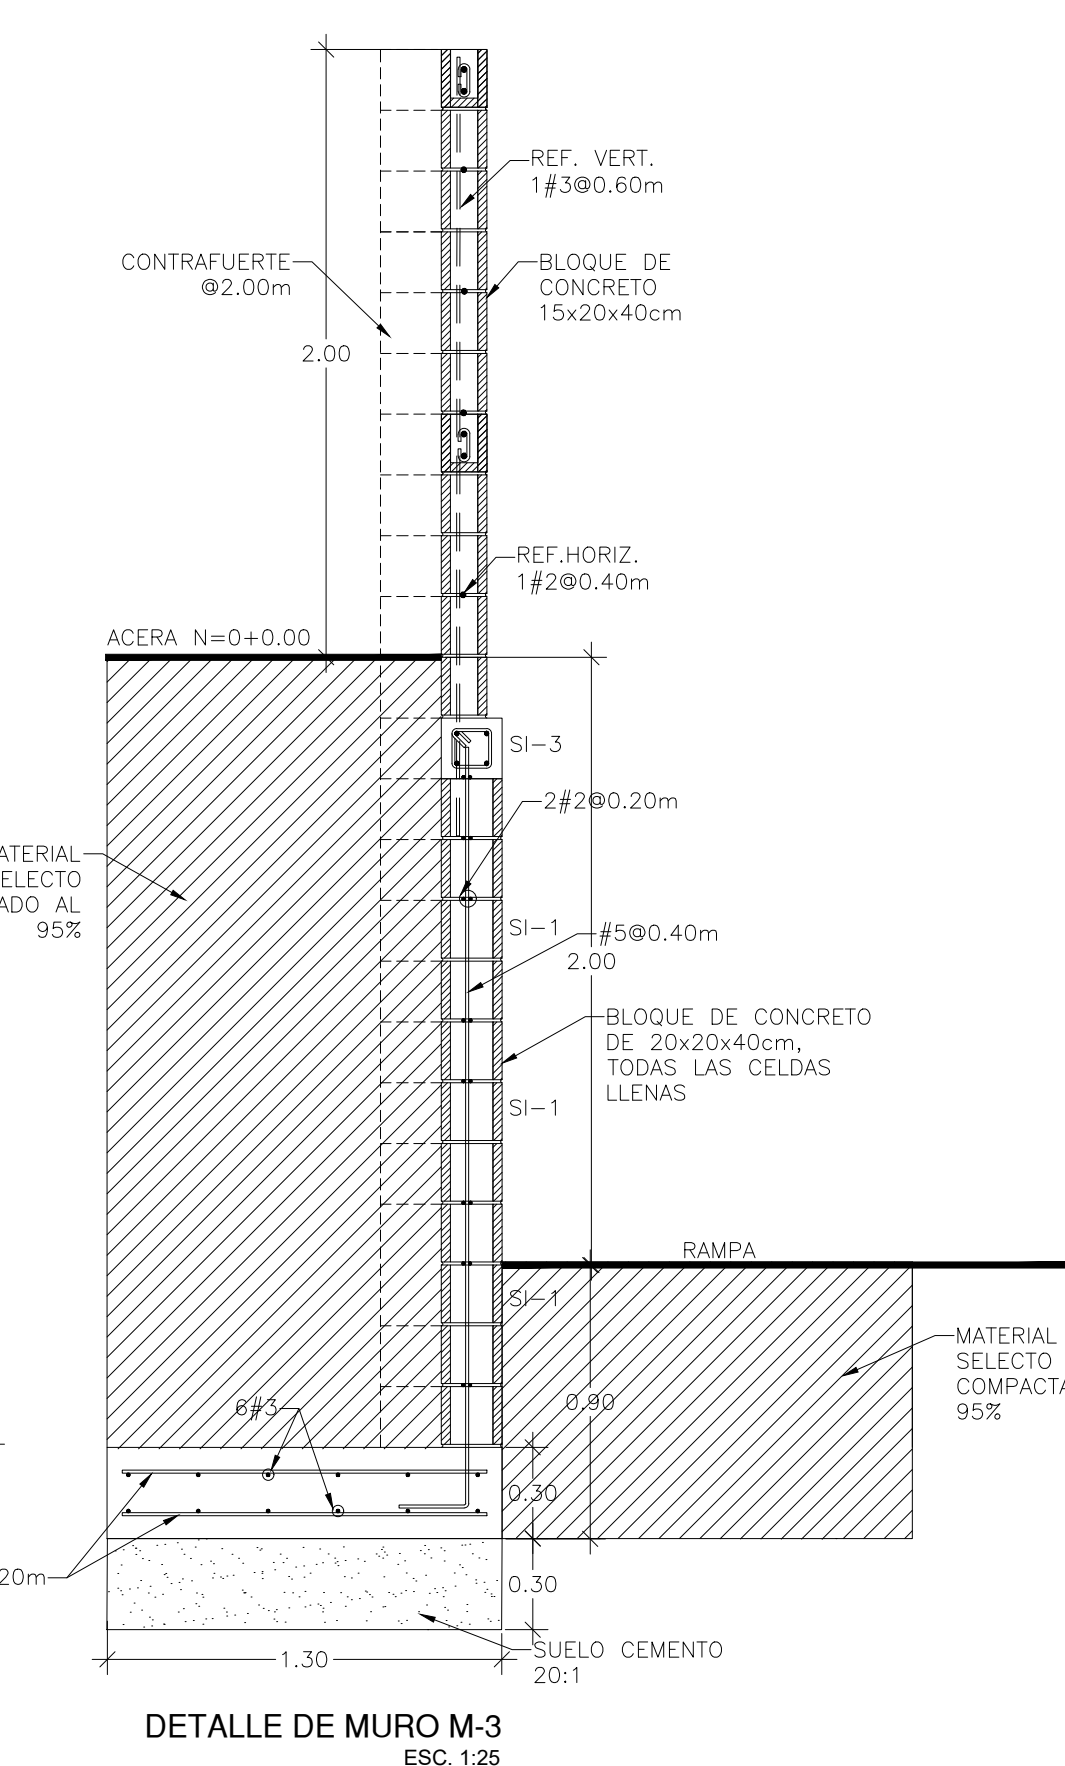 REF. VERT.
1#3@0.60m
CONTRAFUERTE
@2.00m
BLOQUE DE
CONCRETO
15x20x40cm
2.00
REF.HORIZ.
1#2@0.40m
ACERA N=0+0.00
SI-3
2#2@0.20m
ATERIAL
ELECTO
ADO AL
95%
SI-1
#5@0.40m
2.00
BLOQUE DE CONCRETO
DE 20x20x40cm,
TODAS LAS CELDAS
LLENAS
SI-1
RAMPA
SI-1
MATERIAL
SELECTO
COMPACTA
95%
0.90
6#3
0.30
20m
0.30
SUELO CEMENTO
20:1
1.30
DETALLE DE MURO M-3
ESC. 1:25